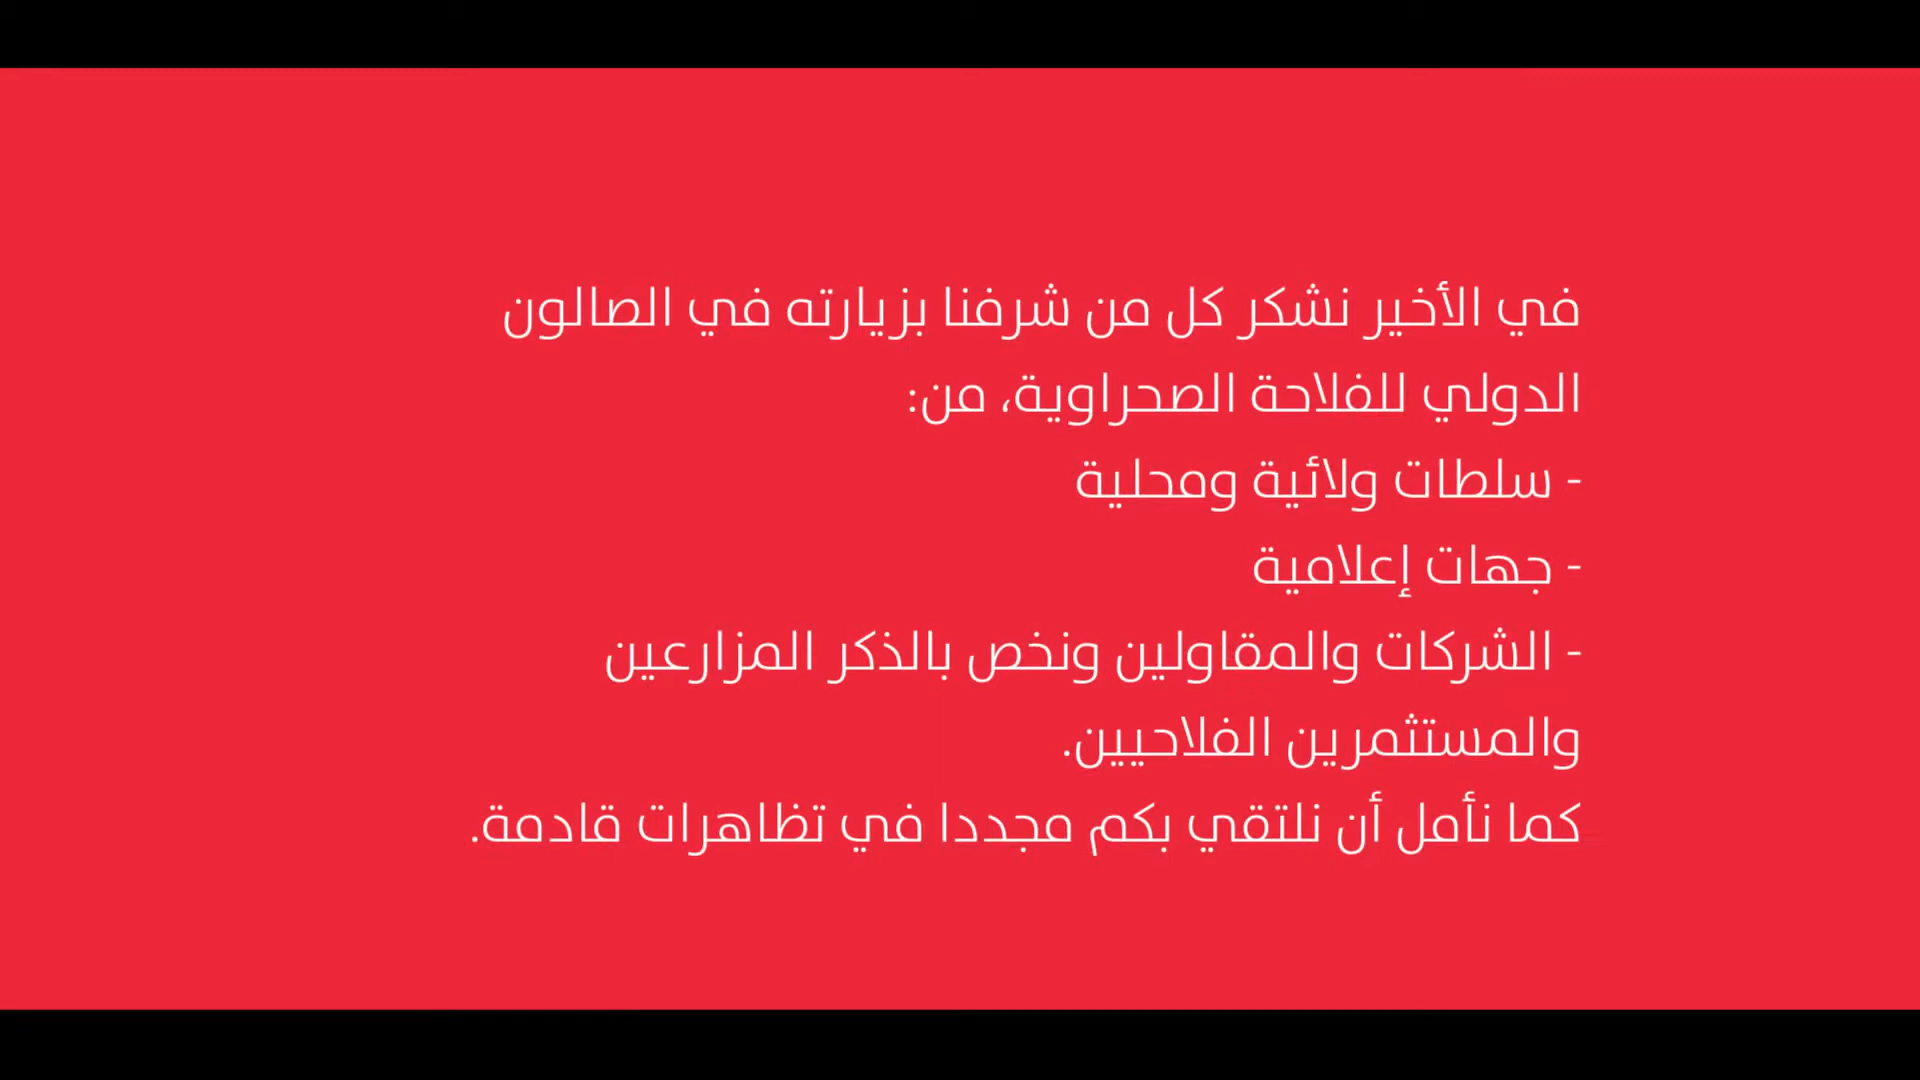 في الأخير نشكر كل من شرفنا بزيارته في الصالون
الدولي للفلاحة الصحراوية، من:
- سلطات ولائية ومحلية
- جهات إعلامية
- الشركات والمقاولين ونخص بالذكر المزارعين
والمستثمرين الفلاحيين.
كما نأمل أن نلتقي بكم مجددا في تظاهرات قادمة.